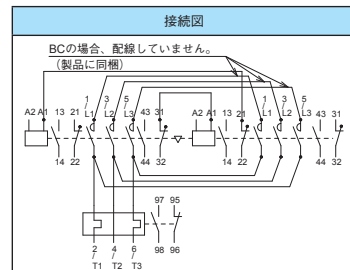 接続図
BCの場合、配線していません。
(製品に同梱)
1 3 5 1 3 5
A2 A1 13 21 /L1 /L2 /L3 43 31 A2 A1 13 21 /L1 /L2 /L3 43 31
14 22 44 32 14 22 44 32
97 95
2 4 6 98 96
/T1 /T2 /T3